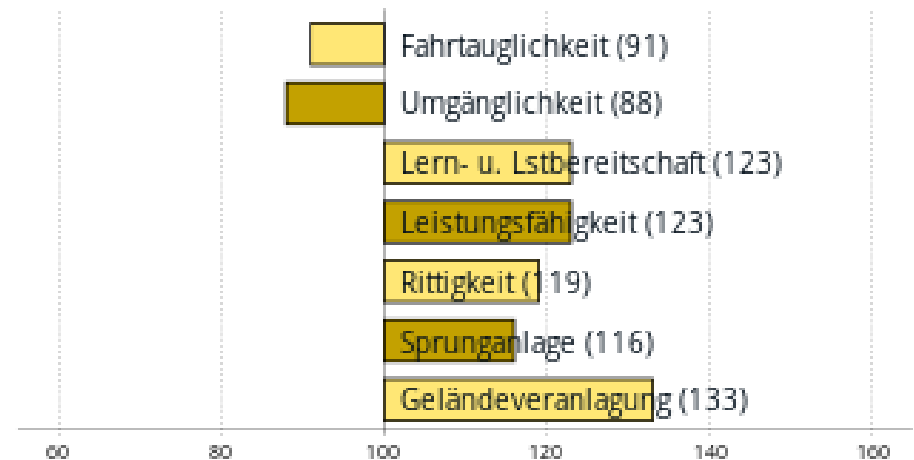 Fahrtauglichkeit (91)
Umgänglichkeit (88)
Lern- u. Lstbereitschaft (123)
Leistungsfähigkeit (123)
Rittigkeit (119)
Sprunganlage (116)
Geländeveranlagung (133)
60 80 100 120 140 160